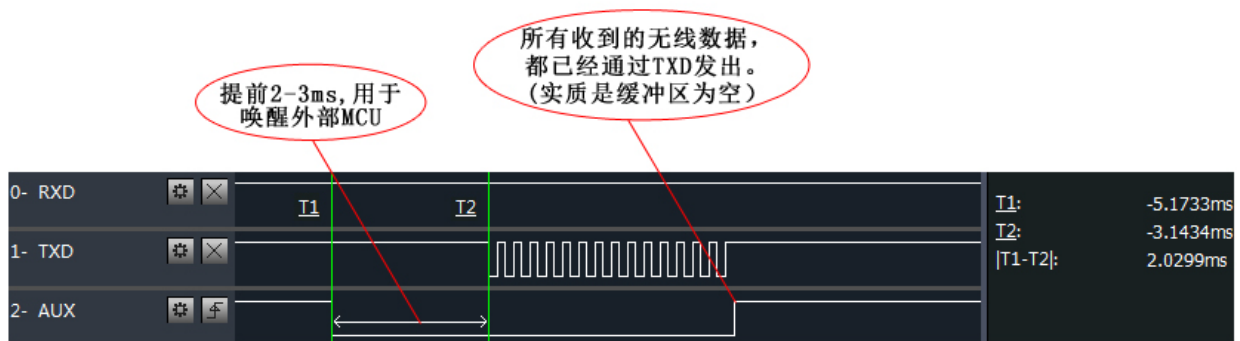 所有收到的无线数据，
都已经通过TXD发出。
(实质是缓冲区为空）
提前2-3ms,用于
唤醒外部MCU
0- RXD
T1
T2
1- TXD
2- AUX
T1: -5.1733ms
T2: -3.1434ms
|T1-T2|: 2.0299ms